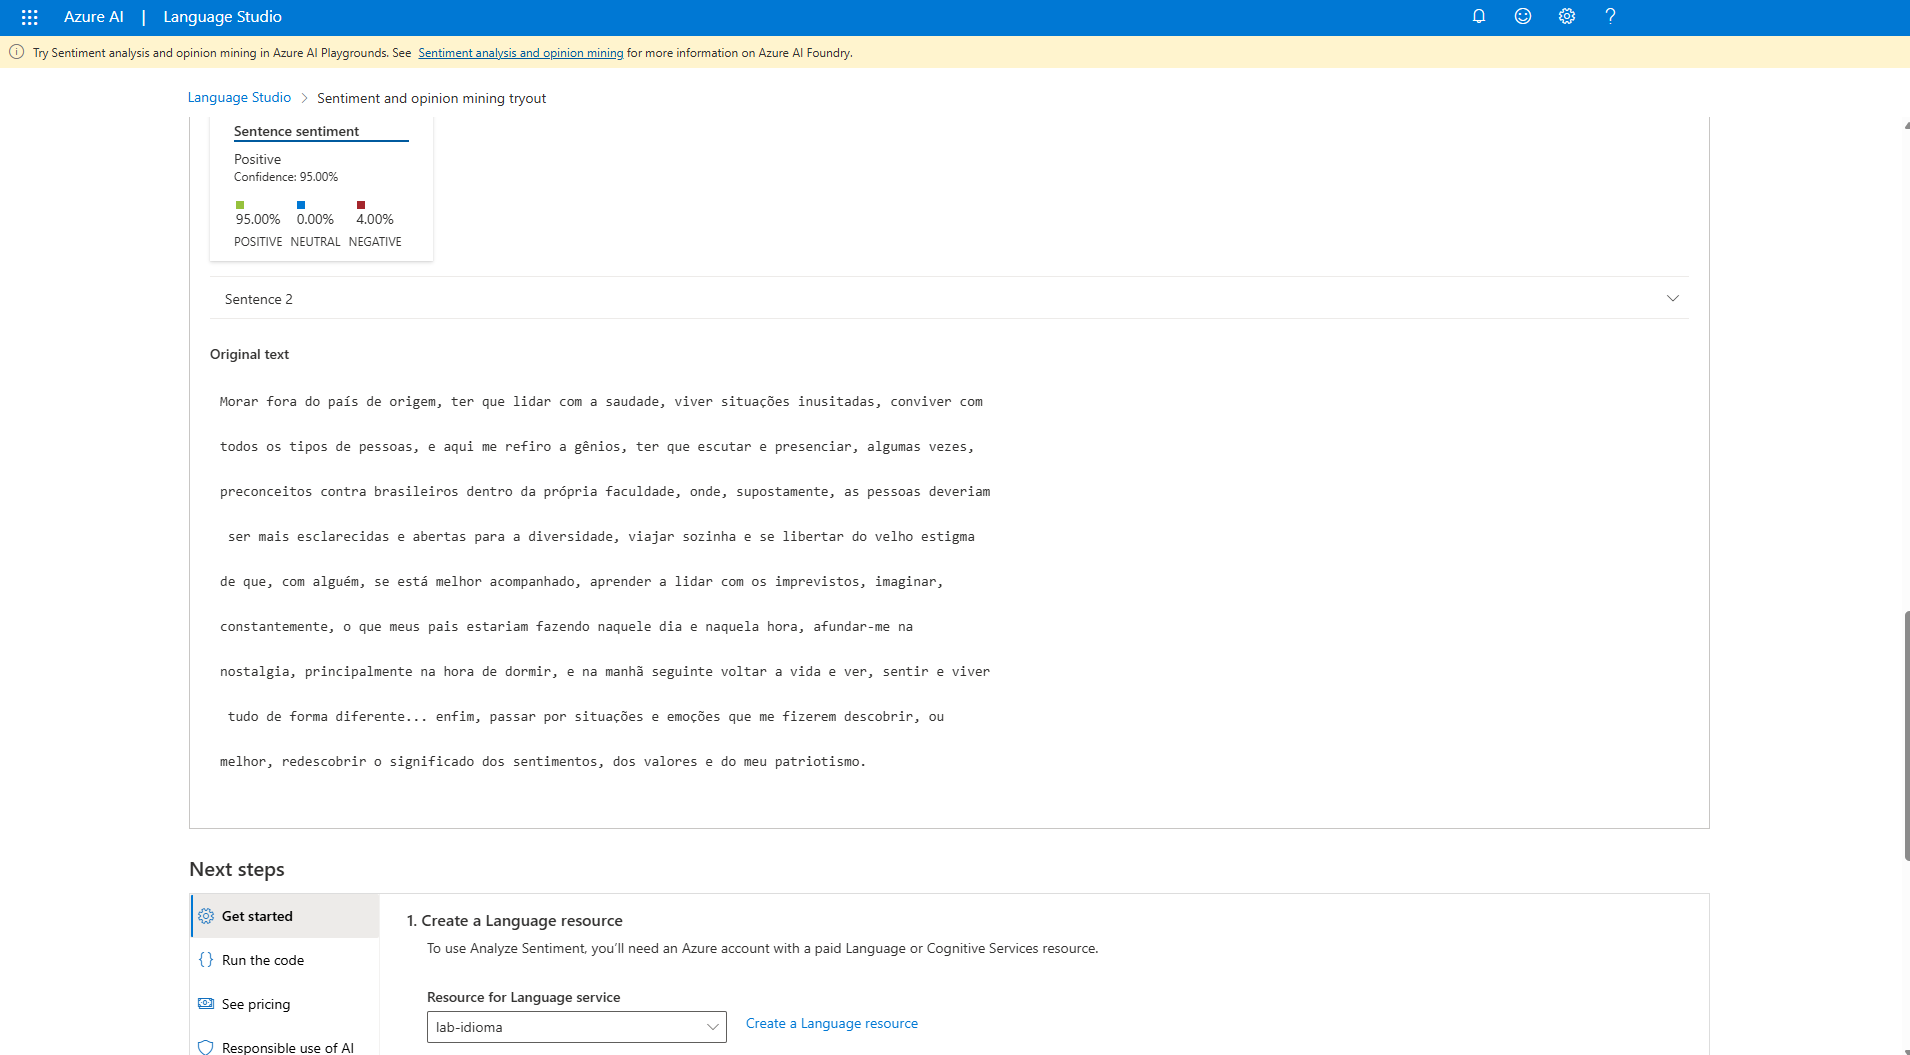 Azure AI | Language Studio
Try Sentiment analysis and opinion mining in Azure AI Playgrounds. See Sentiment analysis and opinion mining for more information on Azure AI Foundry.
Language Studio > Sentiment and opinion mining tryout
Sentence sentiment
Positive
Confidence: 95.00%
95.00% 0.00% 4.00%
POSITIVE NEUTRAL NEGATIVE
Sentence 2
Original text
Morar fora do país de origem, ter que lidar com a saudade, viver situações inusitadas, conviver com
todos os tipos de pessoas, e aqui me refiro a gênios, ter que escutar e presenciar, algumas vezes,
preconceitos contra brasileiros dentro da própria faculdade, onde, supostamente, as pessoas deveriam
ser mais esclarecidas e abertas para a diversidade, viajar sozinha e se libertar do velho estigma
de que, com alguém, se está melhor acompanhado, aprender a lidar com os imprevistos, imaginar,
constantemente, o que meus pais estariam fazendo naquele dia e naquela hora, afundar-me na
nostalgia, principalmente na hora de dormir, e na manhã seguinte voltar a vida e ver, sentir e viver
tudo de forma diferente... enfim, passar por situações e emoções que me fizerem descobrir, ou
melhor, redescobrir o significado dos sentimentos, dos valores e do meu patriotismo.
Next steps
Get started
Run the code
See pricing
Responsible use of AI
1. Create a Language resource
To use Analyze Sentiment, you'll need an Azure account with a paid Language or Cognitive Services resource.
Resource for Language service
lab-idioma
Create a Language resource